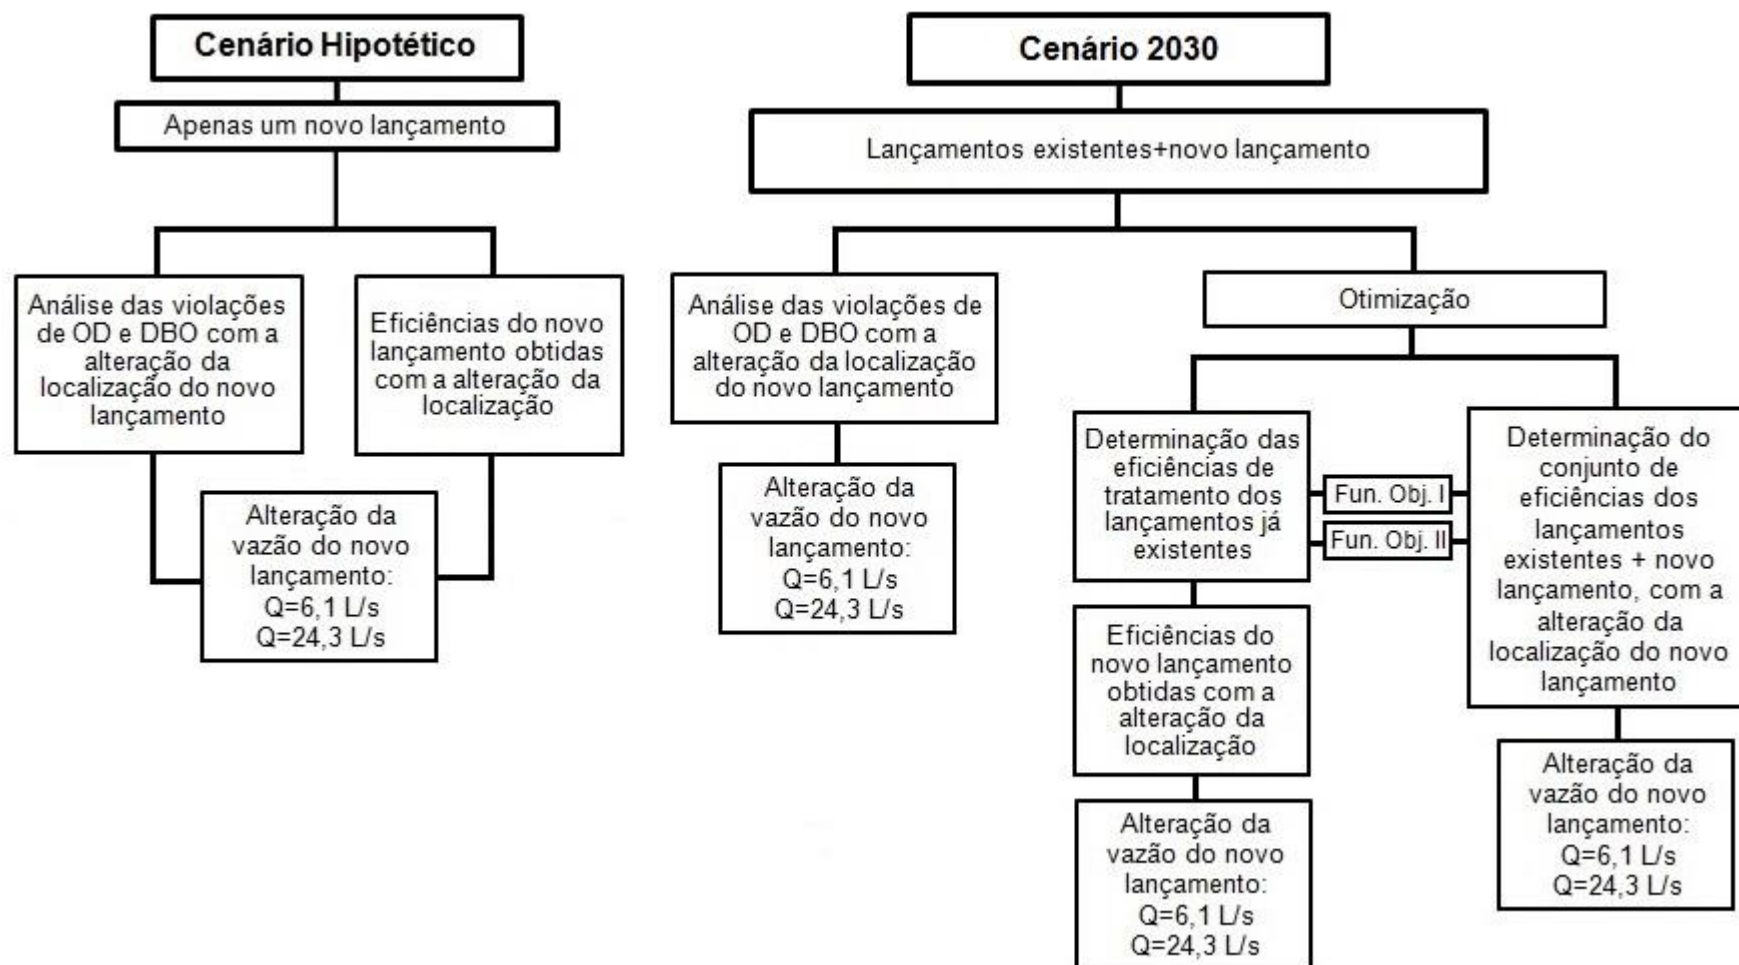 Cenário Hipotético
Apenas um novo lançamento
Análise das violações
de OD e DBO com a
alteração da
localização do novo
lançamento
Eficiências do novo
lançamento obtidas
com a alteração da
localização
Alteração da
vazão do novo
lançamento:
Q=6,1 L/s
Q=24,3 L/s
Cenário 2030
Lançamentos existentes+novo lançamento
Análise das violações de
OD e DBO com a
alteração da localização
do novo lançamento
Alteração da
vazão do novo
lançamento:
Q=6,1 L/s
Q=24,3 L/s
Otimização
Determinação das
eficiências de
tratamento dos
lançamentos já
existentes
Fun. Obj. I
Fun. Obj. II
Determinação do
conjunto de
eficiências dos
lançamentos
existentes + novo
lançamento, com a
alteração da
localização do novo
lançamento
Eficiências do
novo lançamento
obtidas com a
alteração da
localização
Alteração da
vazão do novo
lançamento:
Q=6,1 L/s
Q=24,3 L/s
Alteração da
vazão do novo
lançamento:
Q=6,1 L/s
Q=24,3 L/s